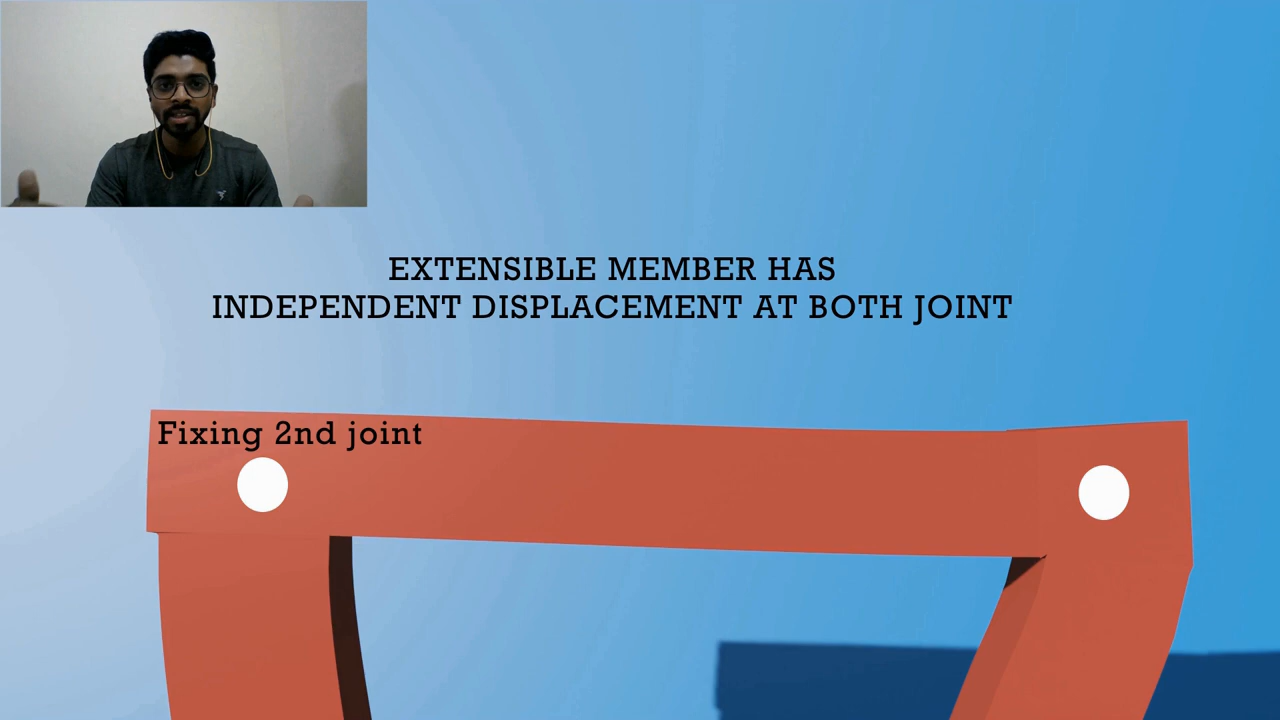 EXTENSIBLE MEMBER HAS
INDEPENDENT DISPLACEMENT AT BOTH JOINT
Fixing 2nd joint